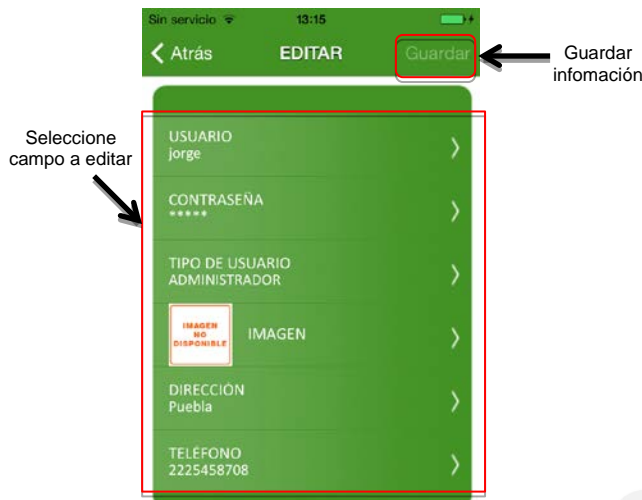 Sin servicio 13:15
Atrás EDITAR Guardar
Guardar
infomación
Seleccione
campo a editar
USUARIO
jorge
CONTRASEÑA
*****
TIPO DE USUARIO
ADMINISTRADOR
IMAGEN
NO
DISPONIBLE
IMAGEN
DIRECCIÓN
Puebla
TELÉFONO
2225458708